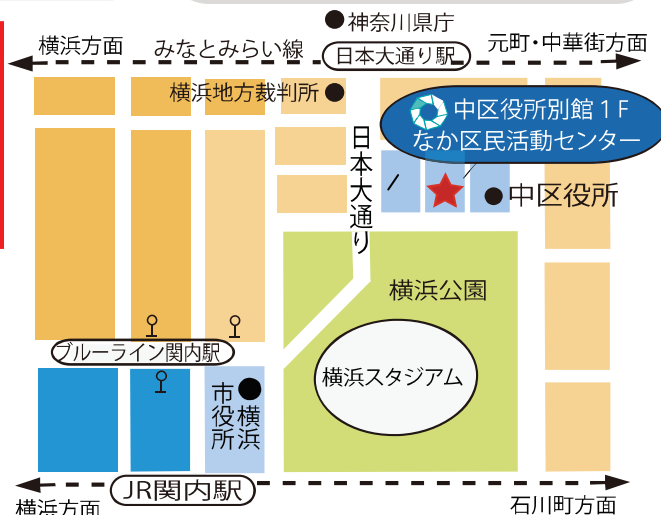 神奈川県庁
横浜方面
みなとみらい線
日本大通り駅
元町・中華街方面
横浜地方裁判所
中区役所別館1F
なか区民活動センター
日本大通り
中区役所
横浜公園
ブルーライン関内駅
横浜スタジアム
横浜
市役所
JR関内駅
横浜方面
石川町方面